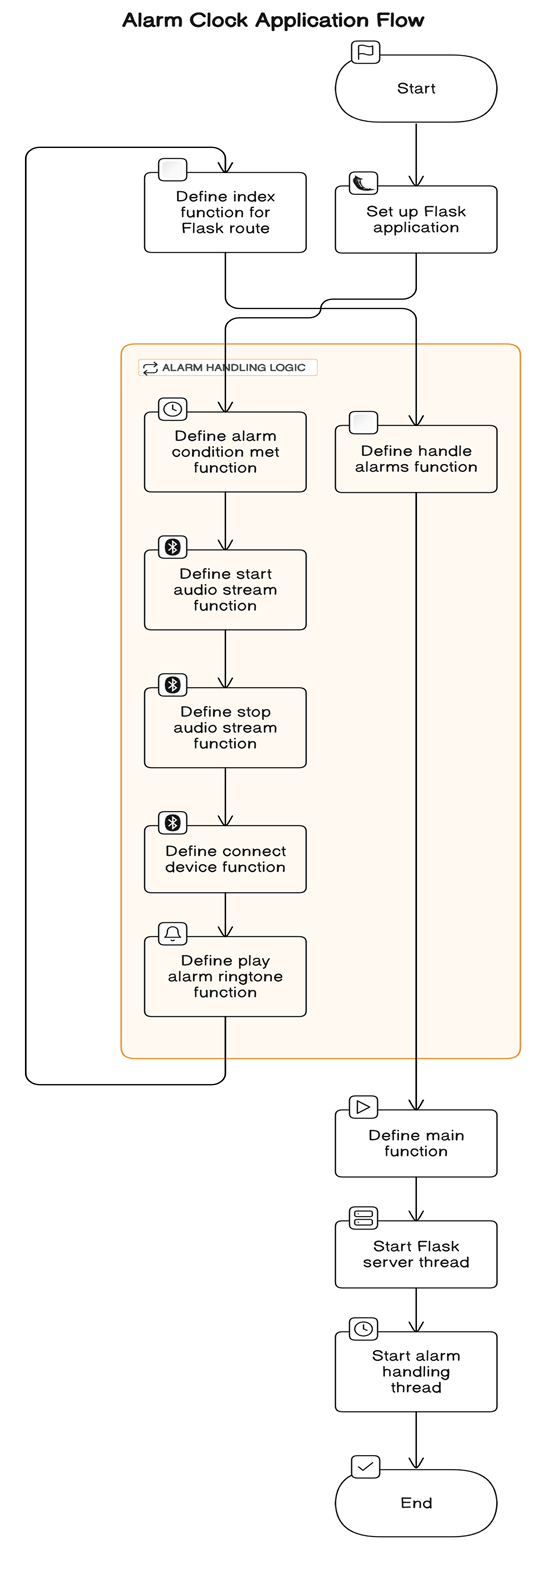 Alarm Clock Application Flow
Start
Set up Flask
application
Define index
function for
Flask route
ALARM HANDLING LOGIC
Define alarm
condition met
function
Define handle
alarms function
Define start
audio stream
function
Define stop
audio stream
function
Define connect
device function
Define play
alarm ringtone
function
Define main
function
Start Flask
server thread
Start alarm
handling
thread
End